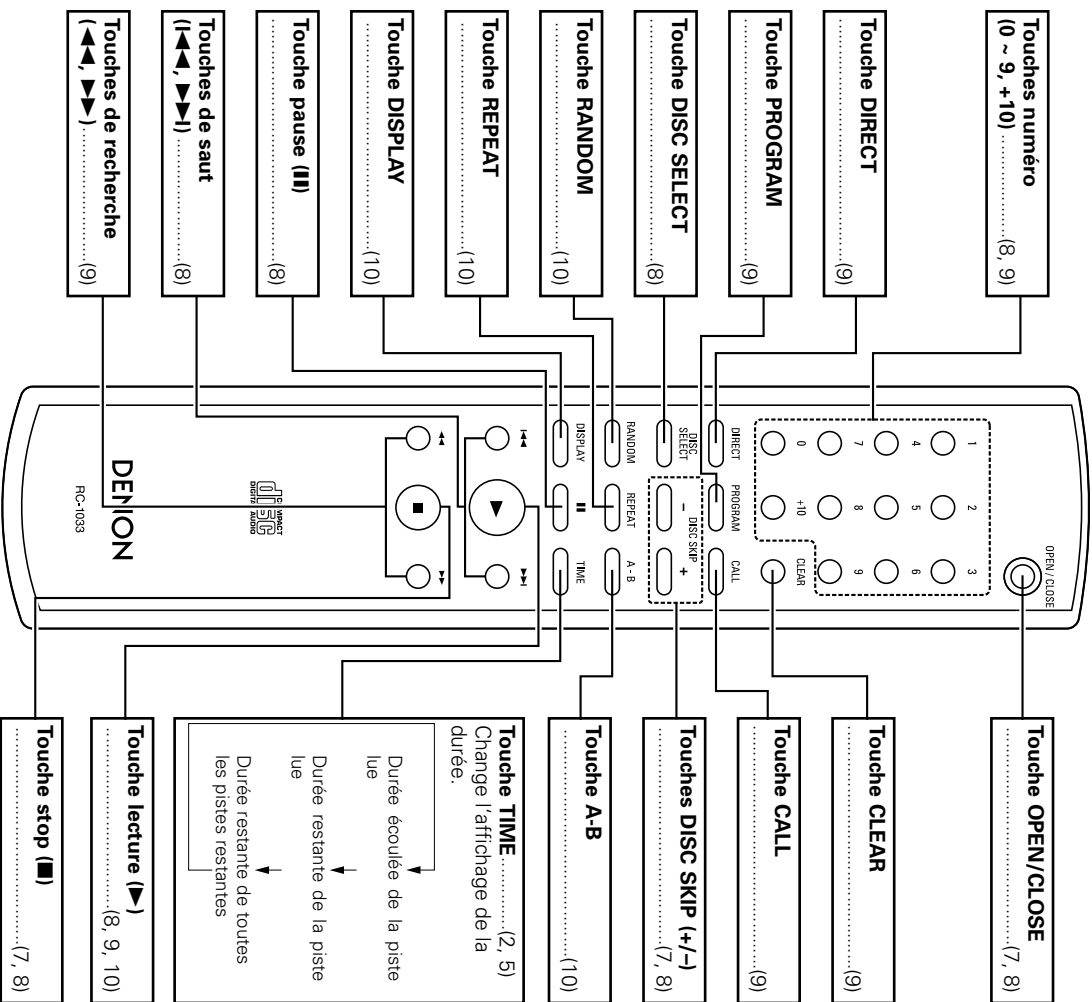 Touches numéro
(0 ~ 9, +10) ..................(8, 9)
Touche DIRECT
..................(9)
Touche PROGRAM
..................(9)
Touche DISC SELECT
..................(8)
Touche RANDOM
..................(10)
Touche REPEAT
..................(10)
Touche DISPLAY
..................(10)
Touche pause (▮▮)
..................(8)
Touches de saut
(I◀◀, ▶▶I) ..................(8)
Touches de recherche
(◀◀, ▶▶) ..................(9)
OPEN / CLOSE
1 2 3
4 5 6
7 8 9
0 +10 CLEAR
DIRECT PROGRAM CALL
DISC SELECT DISC SKIP
− +
RANDOM REPEAT A - B
DISPLAY ▮▮ TIME
I◀◀ ▶ ▶▶I
◀◀ ■ ▶▶
COMPACT
disc
DIGITAL AUDIO
DENON
RC-1033
Touche OPEN/CLOSE
..................(7, 8)
Touche CLEAR
..................(9)
Touche CALL
..................(9)
Touches DISC SKIP (+/−)
..................(7, 8)
Touche A-B
..................(10)
Touche TIME..........(2, 5)
Change l'affichage de la
durée.
Durée écoulée de la piste
lue
Durée restante de la piste
lue
Durée restante de toutes
les pistes restantes
Touche lecture (▶)
..................(8, 9, 10)
Touche stop (■)
..................(7, 8)